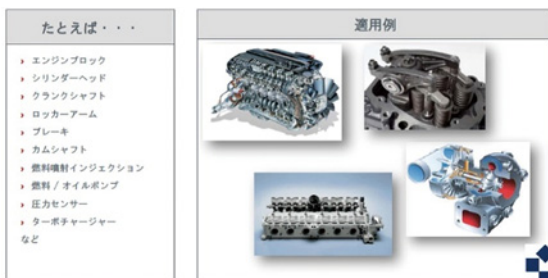 たとえば・・・
エンジンブロック
シリンダーヘッド
クランクシャフト
ロッカーアーム
ブレーキ
カムシャフト
燃料噴射インジェクション
燃料 / オイルポンプ
圧力センサー
ターボチャージャー
など
適用例